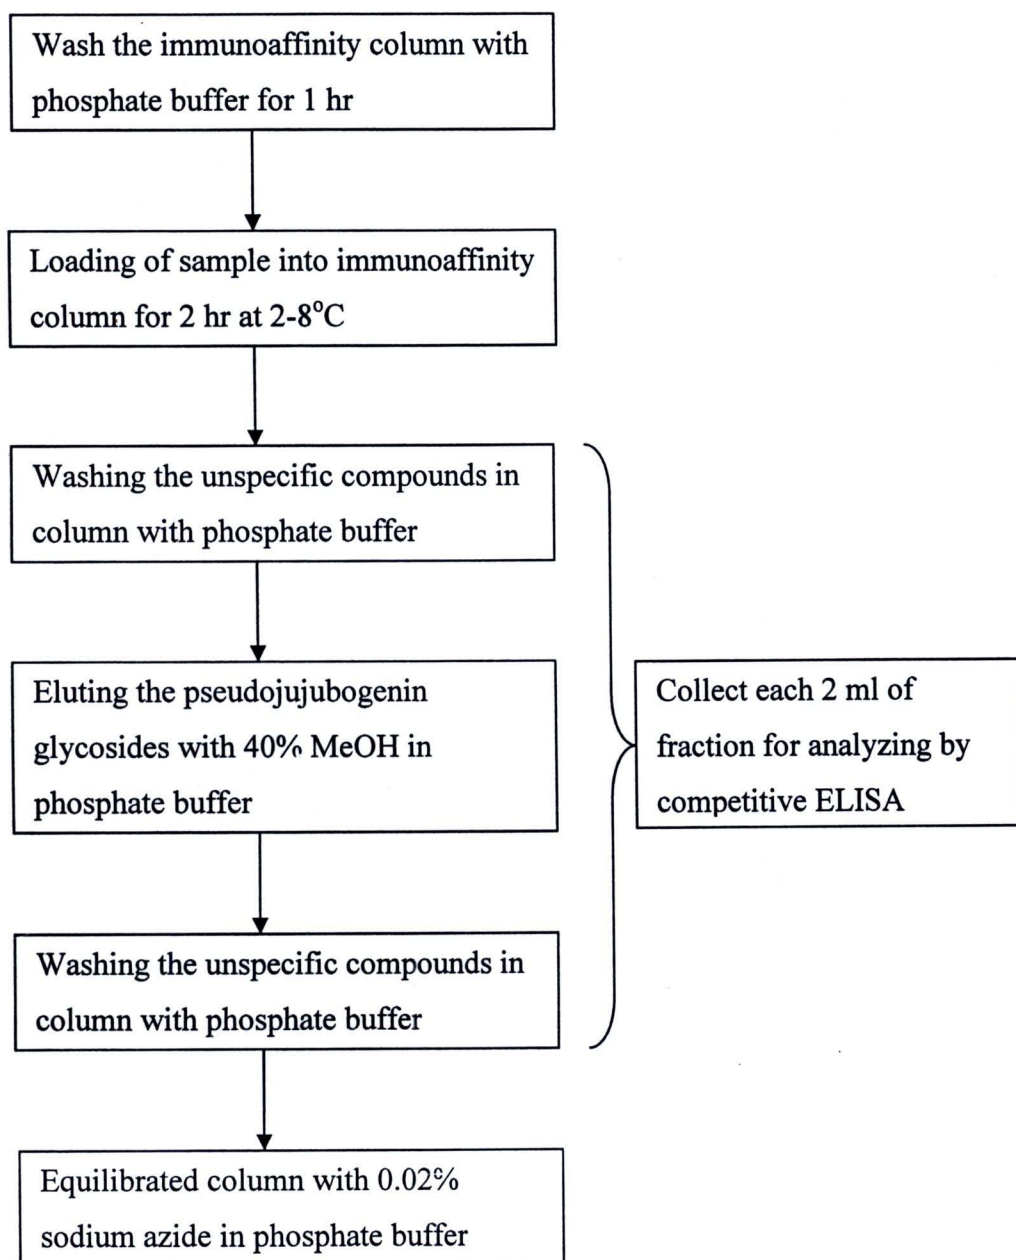 Wash the immunoaffinity column with
phosphate buffer for 1 hr
Loading of sample into immunoaffinity
column for 2 hr at 2-8°C
Washing the unspecific compounds in
column with phosphate buffer
Eluting the pseudojujubogenin
glycosides with 40% MeOH in
phosphate buffer
Collect each 2 ml of
fraction for analyzing by
competitive ELISA
Washing the unspecific compounds in
column with phosphate buffer
Equilibrated column with 0.02%
sodium azide in phosphate buffer